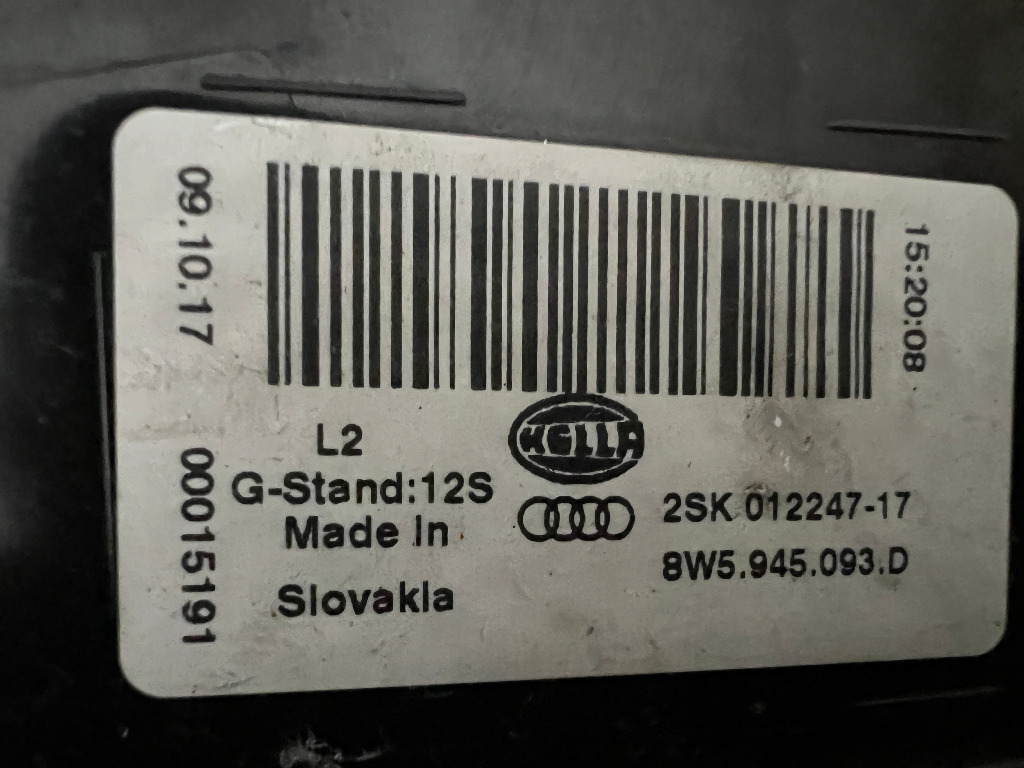 09.10.17
00015191
15:20:08
L2
HELLA
G-Stand:12S
2SK 012247-17
Made In
8W5.945.093.D
Slovakla